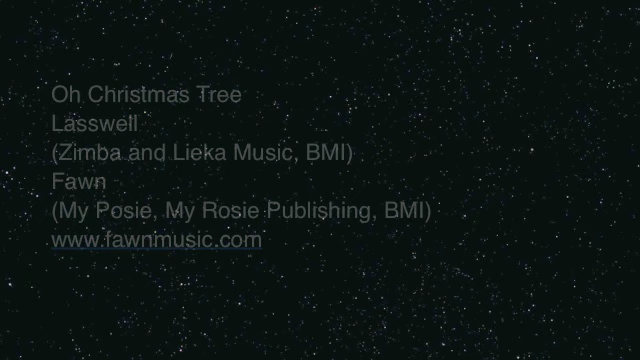 Oh Christmas Tree
Lasswell
(Zimba and Lieka Music, BMI)
Fawn
(My Posie, My Rosie Publishing, BMI)
www.fawnmusic.com